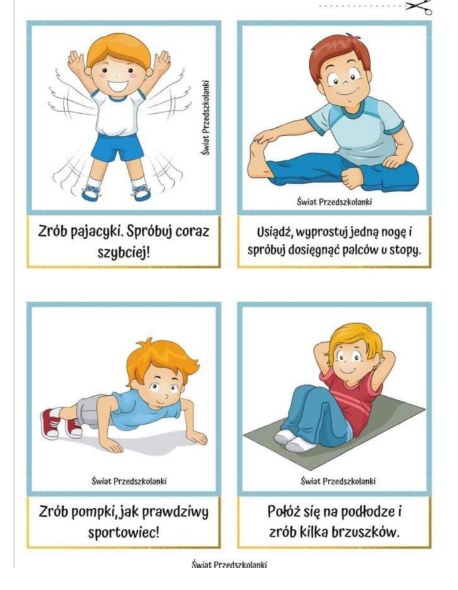 Świat Przedszkolanki
Świat Przedszkolanki
Zrób pajacyki. Spróbuj coraz
szybciej!
Usiądź, wyprostuj jedną nogę i
spróbuj dosięgnąć palców u stopy.
Świat Przedszkolanki
Świat Przedszkolanki
Zrób pompki, jak prawdziwy
sportowiec!
Połóż się na podłodze i
zrób kilka brzuszków.
Świat Przedszkolanki